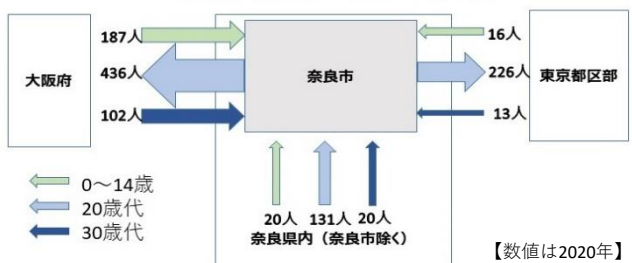 187人
16人
大阪府
436人
奈良市
226人
東京都区部
102人
13人
0～14歳
20歳代
30歳代
20人 131人 20人
奈良県内（奈良市除く）
【数値は2020年】